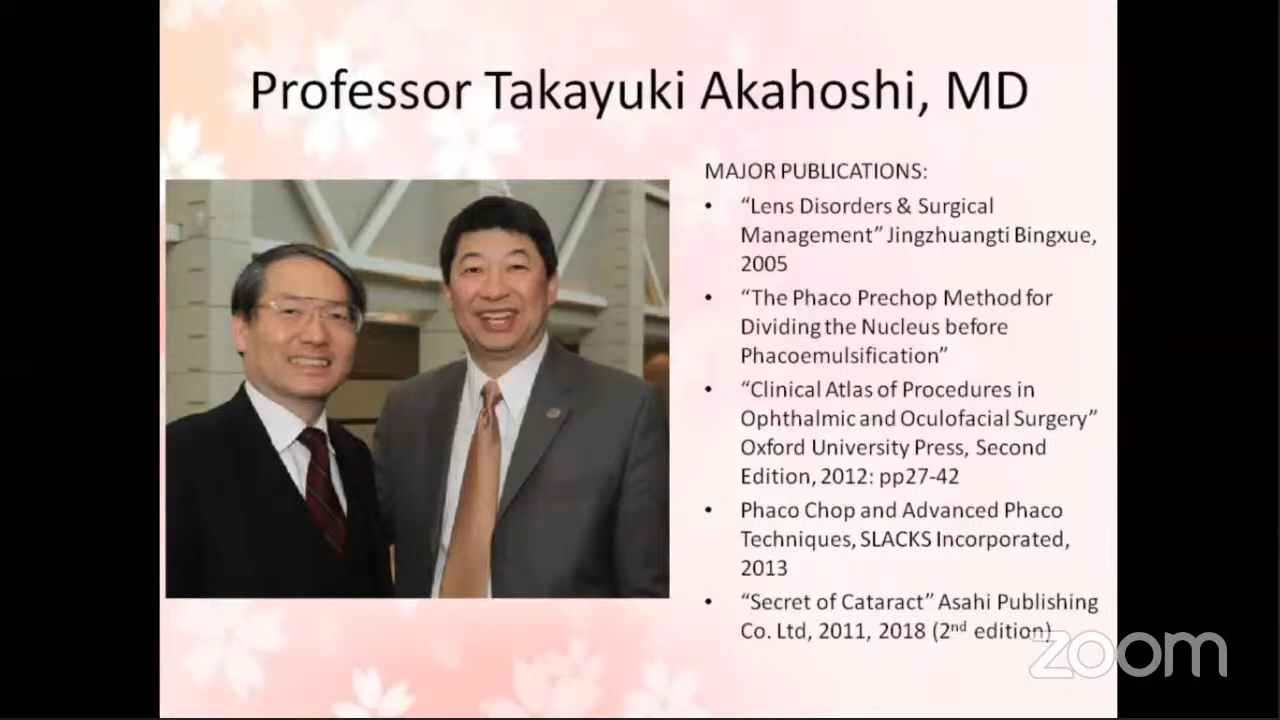 Professor Takayuki Akahoshi, MD
MAJOR PUBLICATIONS:
• “Lens Disorders & Surgical
Management” Jingzhuangti Bingxue,
2005
• “The Phaco Prechop Method for
Dividing the Nucleus before
Phacoemulsification”
• “Clinical Atlas of Procedures in
Ophthalmic and Oculofacial Surgery”
Oxford University Press, Second
Edition, 2012: pp27-42
• Phaco Chop and Advanced Phaco
Techniques, SLACKS Incorporated,
2013
• “Secret of Cataract” Asahi Publishing
Co. Ltd, 2011, 2018 (2nd edition)
zoom